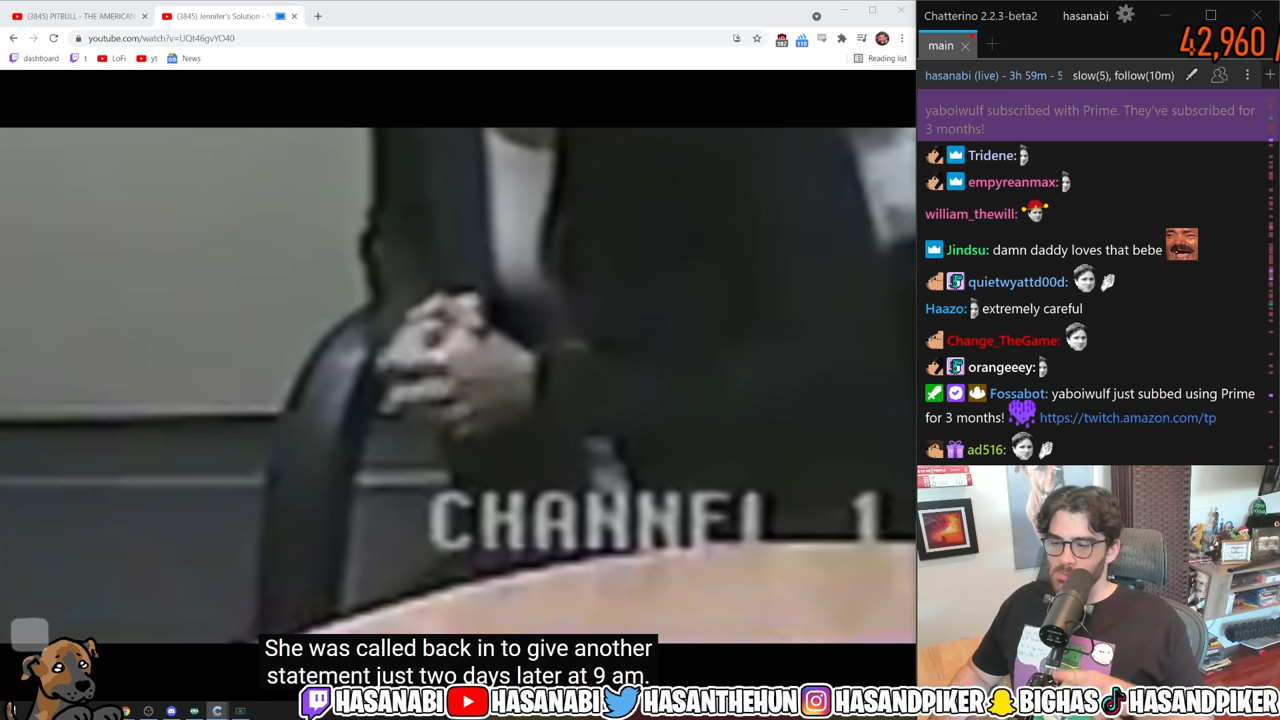 (3845) PITBULL - THE AMERICAN
(3845) Jennifer's Solution - Y
youtube.com/watch?v=UQt46gvYO40
dashboard
t
LoFi
yt
News
Reading list
CHANNEL 1
She was called back in to give another
statement just two days later at 9 am.
Chatterino 2.2.3-beta2
hasanabi
42,960 /
main
hasanabi (live) - 3h 59m - 5
slow(5), follow(10m)
yaboiwulf subscribed with Prime. They've subscribed for
3 months!
Tridene:
empyreanmax:
william_thewill:
Jindsu: damn daddy loves that bebe
quietwyattd00d:
Haazo: extremely careful
Change_TheGame:
orangeeey:
Fossabot: yaboiwulf just subbed using Prime
for 3 months! https://twitch.amazon.com/tp
ad516:
HASANABI HASANABI HASANTHEHUN HASANDPIKER BIGHAS HASANDPIKER